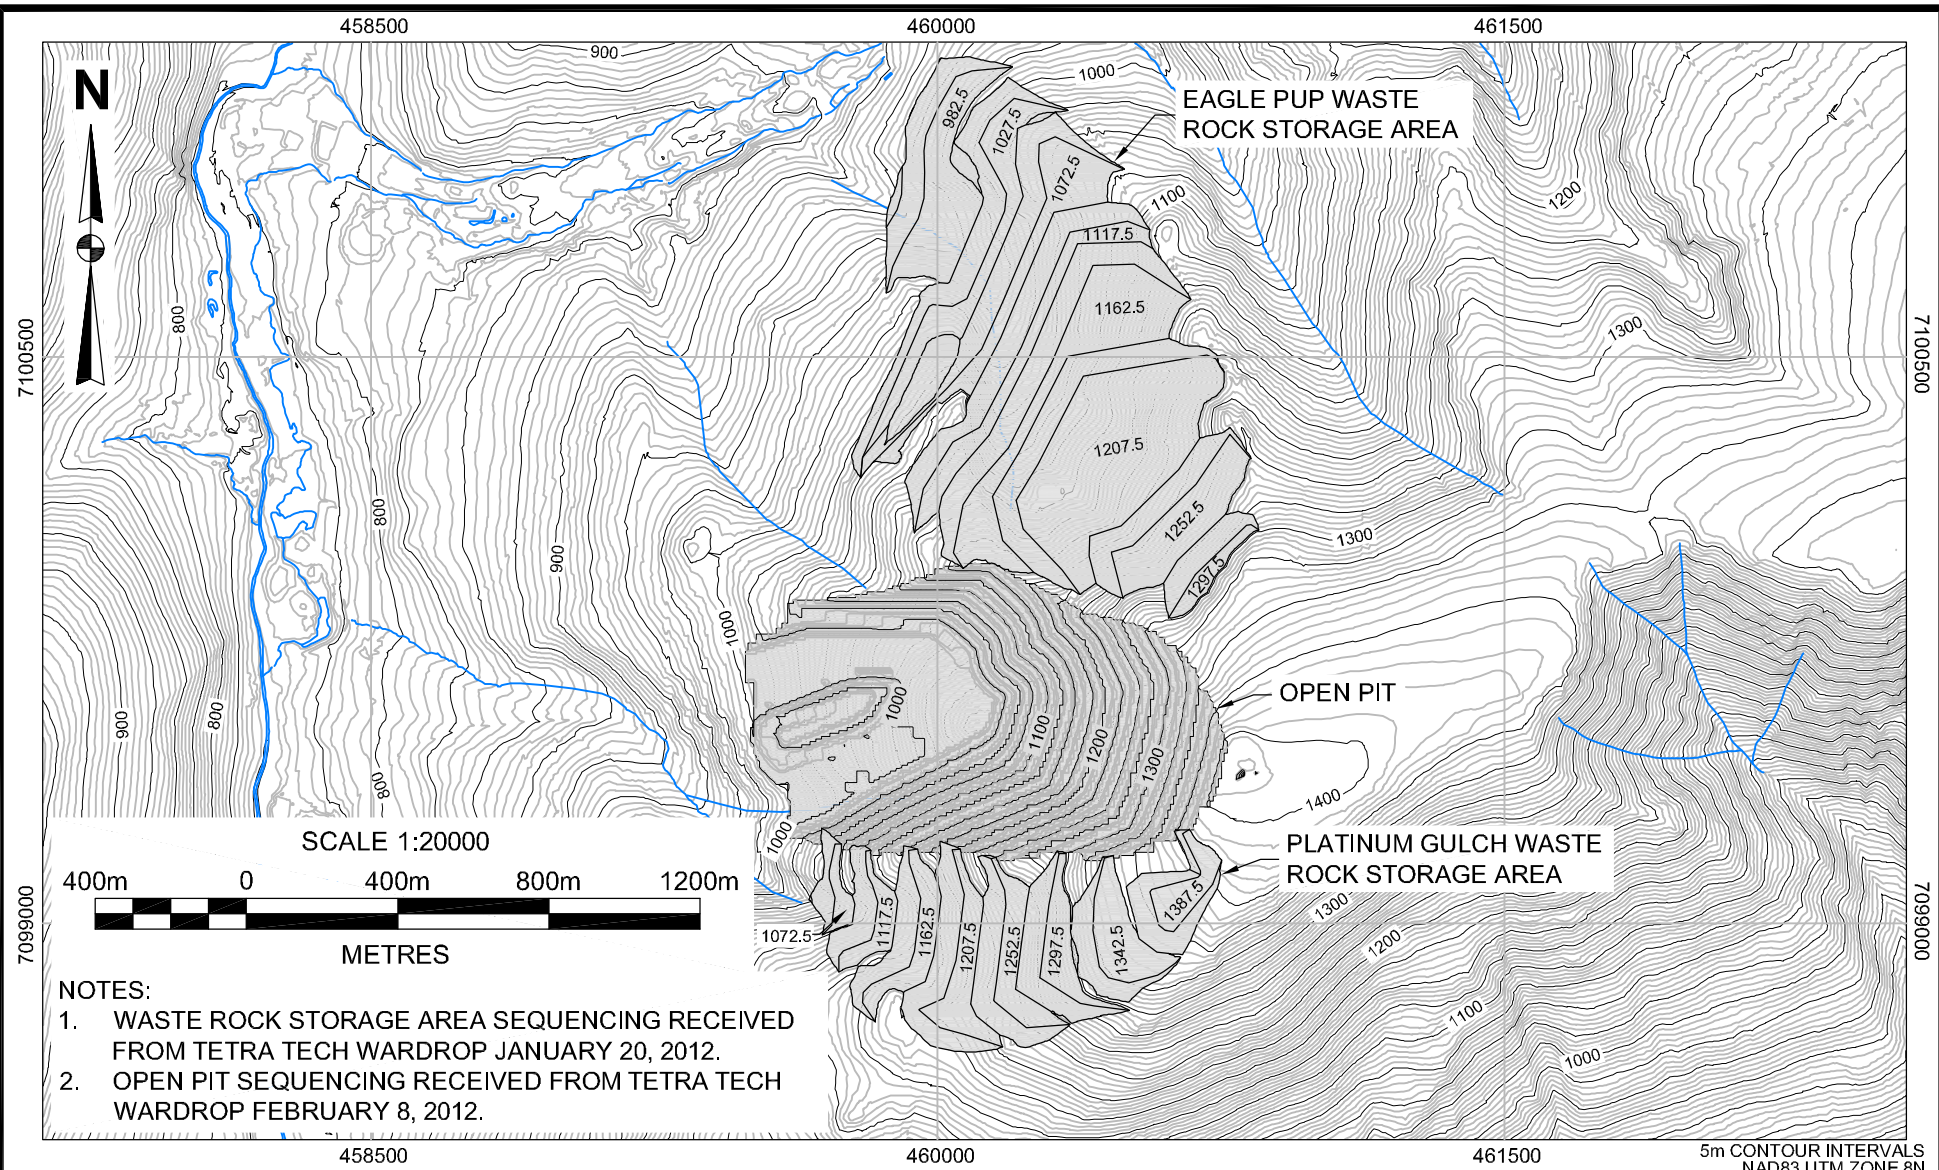 458500 460000 461500
N
900
1000
982.5
1027.5
1072.5
EAGLE PUP WASTE
ROCK STORAGE AREA
1100
1200
1117.5
1162.5
800
1300
7100500 7100500
1207.5
800
1252.5
1300
900
1297.5
1000
1000
OPEN PIT
900
800
1100
1200
1300
800
1400
1000
SCALE 1:20000
400m 0 400m 800m 1200m
METRES
PLATINUM GULCH WASTE
ROCK STORAGE AREA
7099000 7099000
1072.5
1117.5
1162.5
1207.5
1252.5
1297.5
1342.5
1387.5
1300
1200
1100
1000
NOTES:
1. WASTE ROCK STORAGE AREA SEQUENCING RECEIVED
FROM TETRA TECH WARDROP JANUARY 20, 2012.
2. OPEN PIT SEQUENCING RECEIVED FROM TETRA TECH
WARDROP FEBRUARY 8, 2012.
458500 460000 461500
5m CONTOUR INTERVALS
NAD83 UTM ZONE 8N